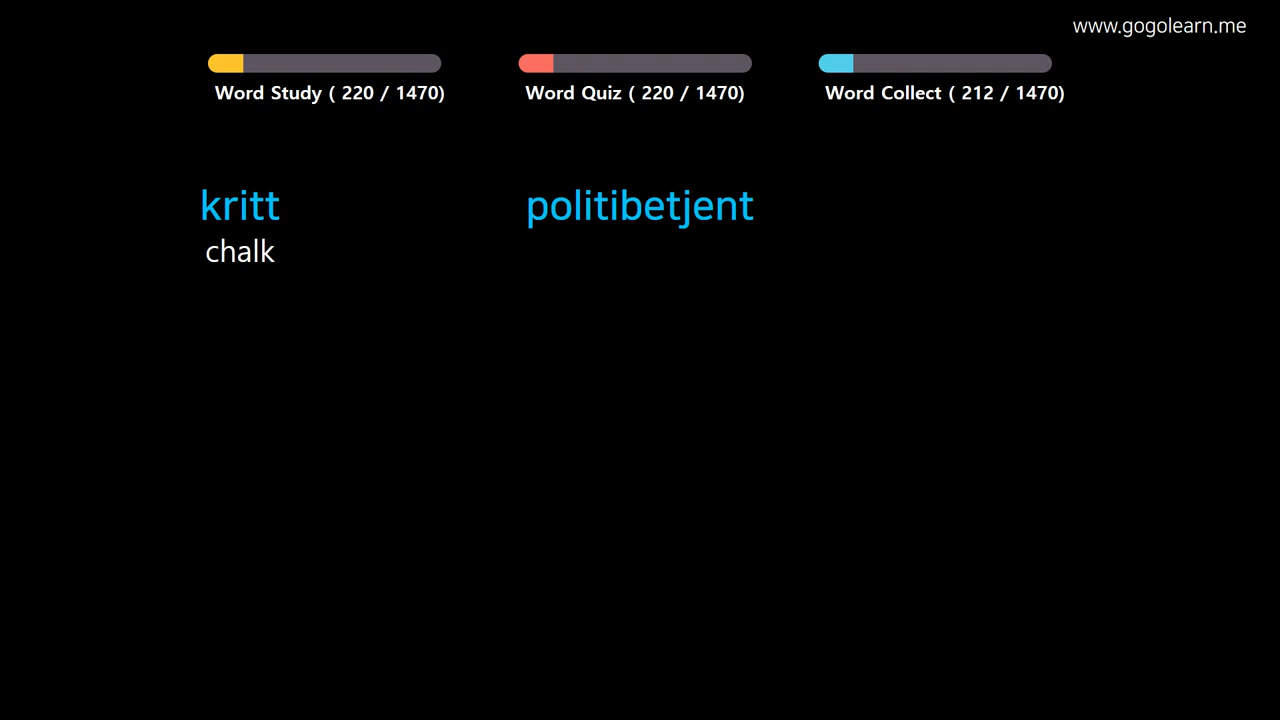 www.gogolearn.me
Word Study ( 220 / 1470)
Word Quiz ( 220 / 1470)
Word Collect ( 212 / 1470)
kritt
chalk
politibetjent